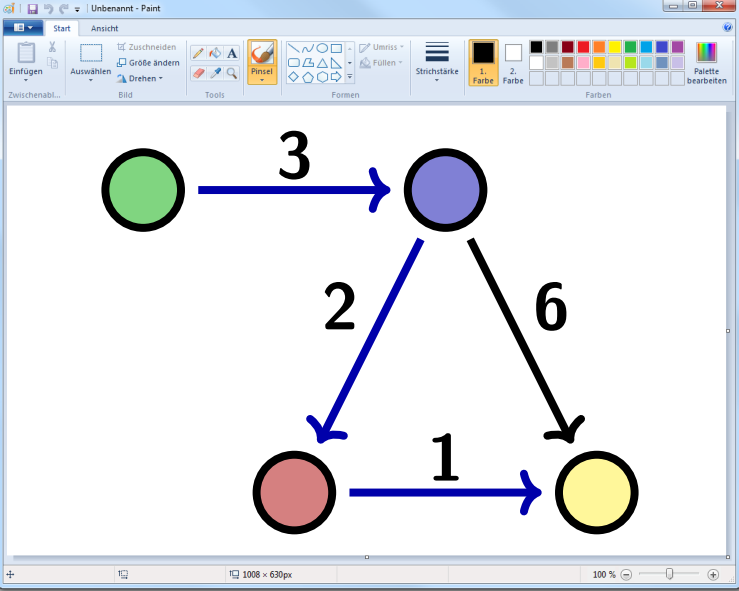 Unbenannt - Paint
Start Ansicht
Einfügen
Zwischenabl...
Auswählen
Zuschneiden
Größe ändern
Drehen
Bild
A
Tools
Pinsel
Formen
Umriss
Füllen
Strichstärke
1. Farbe
2. Farbe
Palette bearbeiten
Farben
3
2
6
1
1008 × 630px
100 %